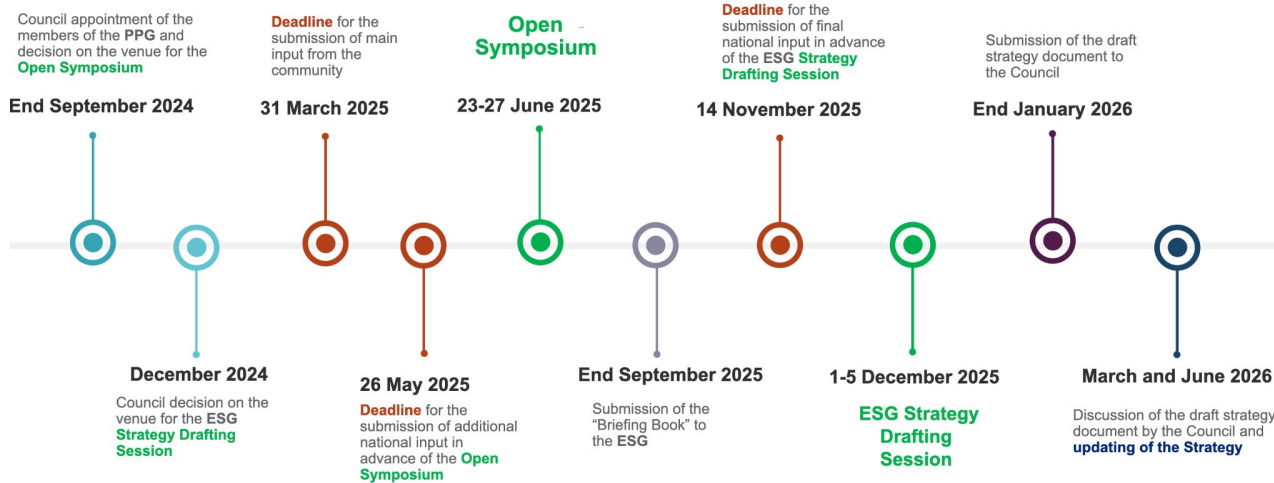 Council appointment of the
members of the PPG and
decision on the venue for the
Open Symposium
End September 2024
December 2024
Council decision on the
venue for the ESG
Strategy Drafting
Session
Deadline for the
submission of main
input from the
community
31 March 2025
26 May 2025
Deadline for the
submission of additional
national input in
advance of the Open
Symposium
Open
Symposium
23-27 June 2025
End September 2025
Submission of the
“Briefing Book” to
the ESG
Deadline for the
submission of final
national input in advance
of the ESG Strategy
Drafting Session
14 November 2025
1-5 December 2025
ESG Strategy
Drafting
Session
Submission of the draft
strategy document to
the Council
End January 2026
March and June 2026
Discussion of the draft strategy
document by the Council and
updating of the Strategy